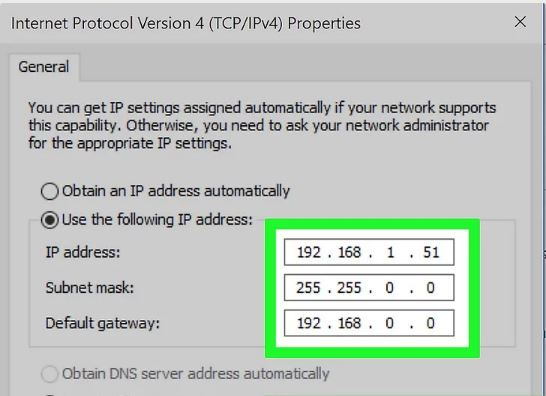 Internet Protocol Version 4 (TCP/IPv4) Properties
General
You can get IP settings assigned automatically if your network supports
this capability. Otherwise, you need to ask your network administrator
for the appropriate IP settings.
Obtain an IP address automatically
Use the following IP address:
IP address: 192 . 168 . 1 . 51
Subnet mask: 255 . 255 . 0 . 0
Default gateway: 192 . 168 . 0 . 0
Obtain DNS server address automatically